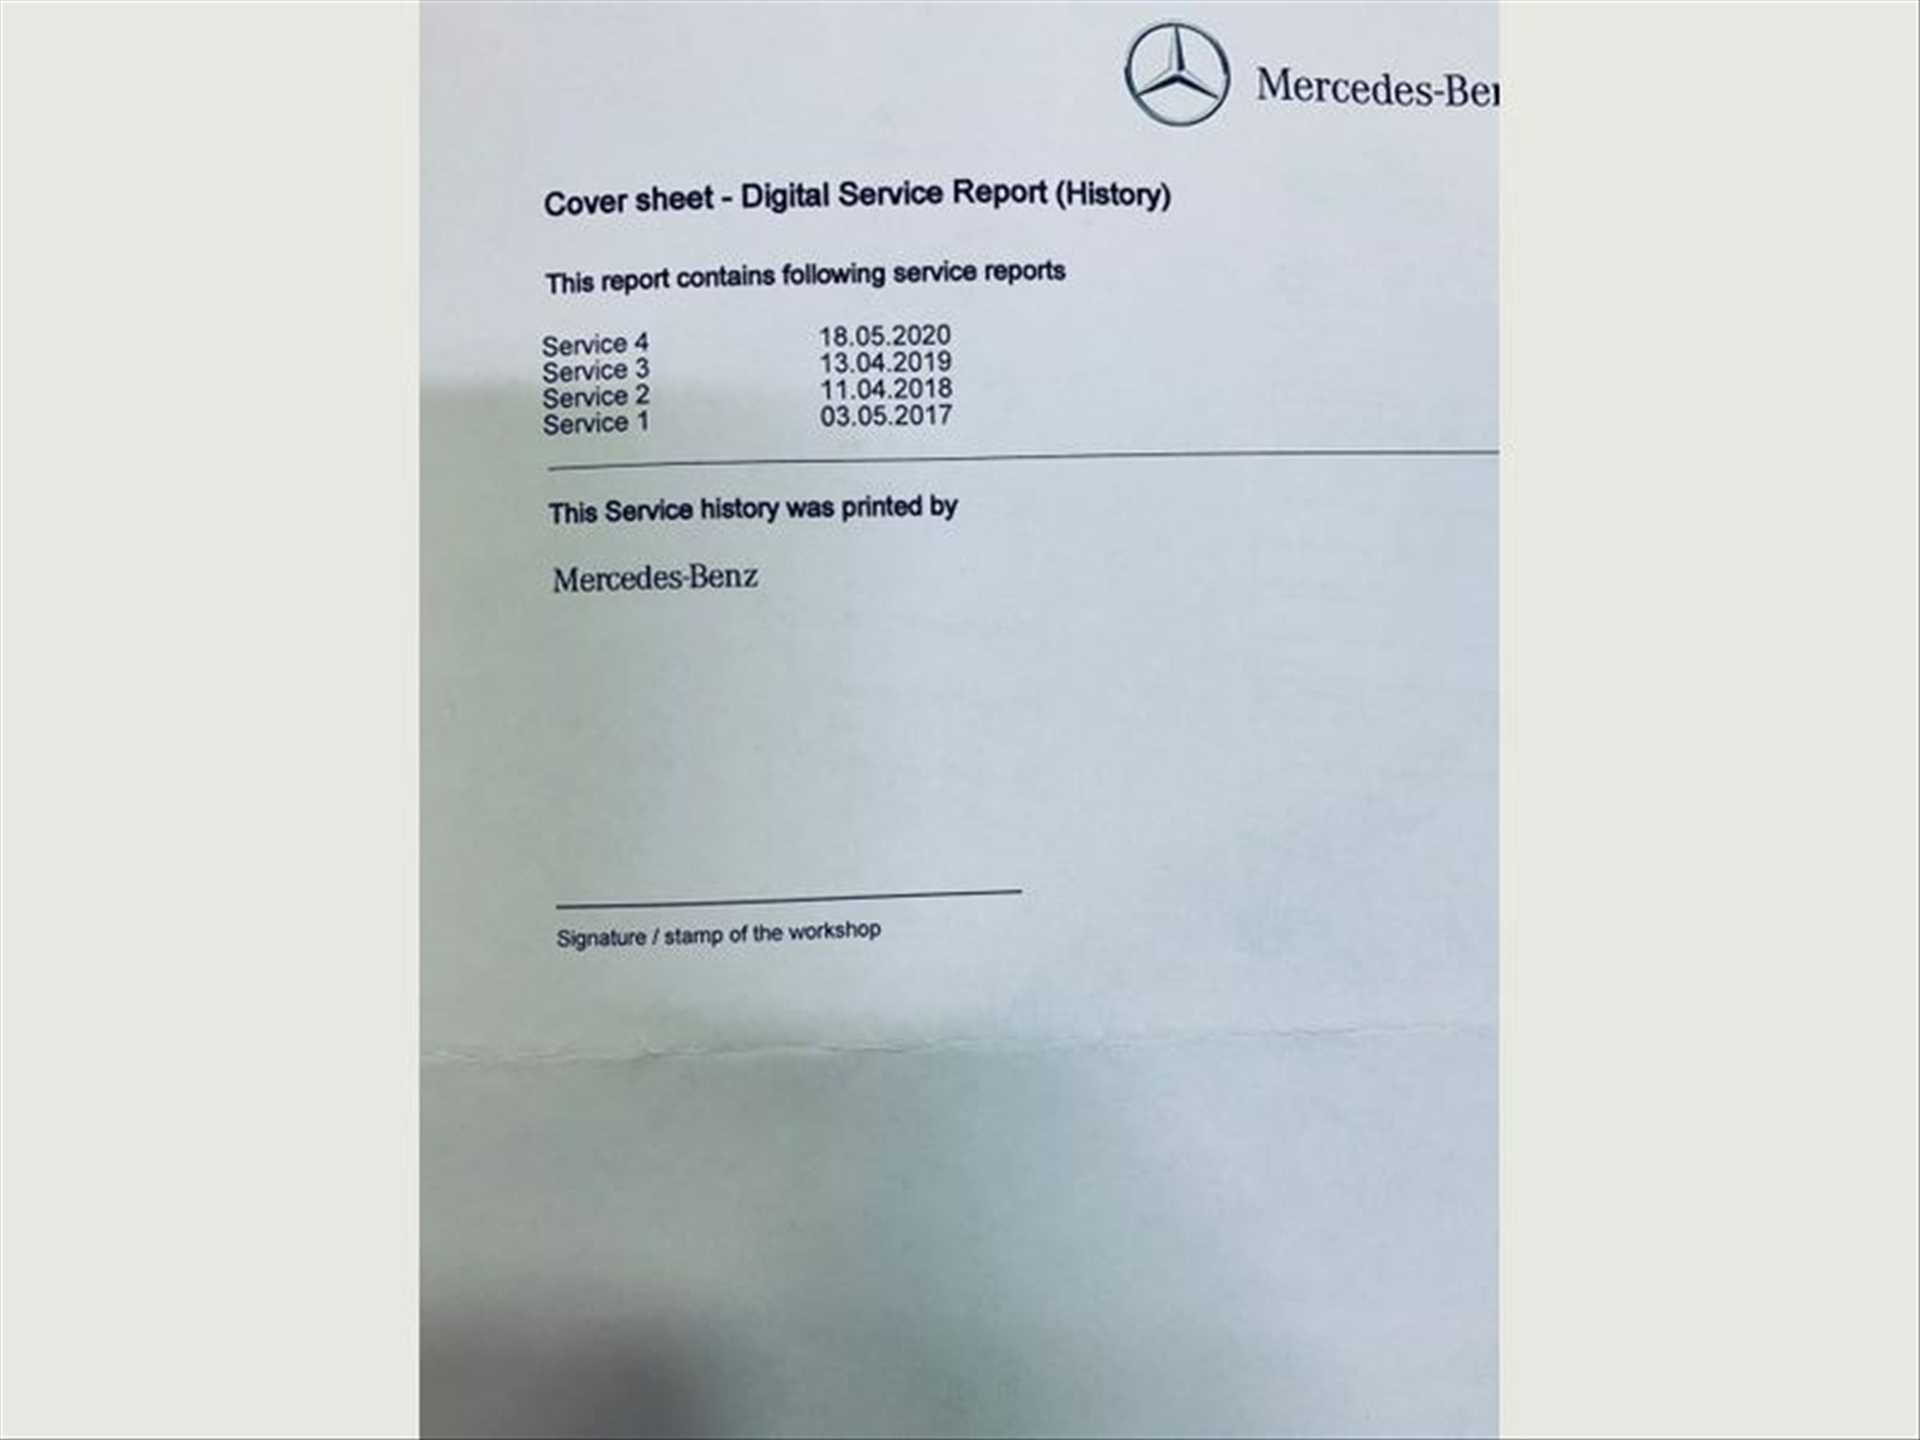 Mercedes-Ben
Cover sheet - Digital Service Report (History)
This report contains following service reports
Service 4 18.05.2020
Service 3 13.04.2019
Service 2 11.04.2018
Service 1 03.05.2017
This Service history was printed by
Mercedes-Benz
Signature / stamp of the workshop